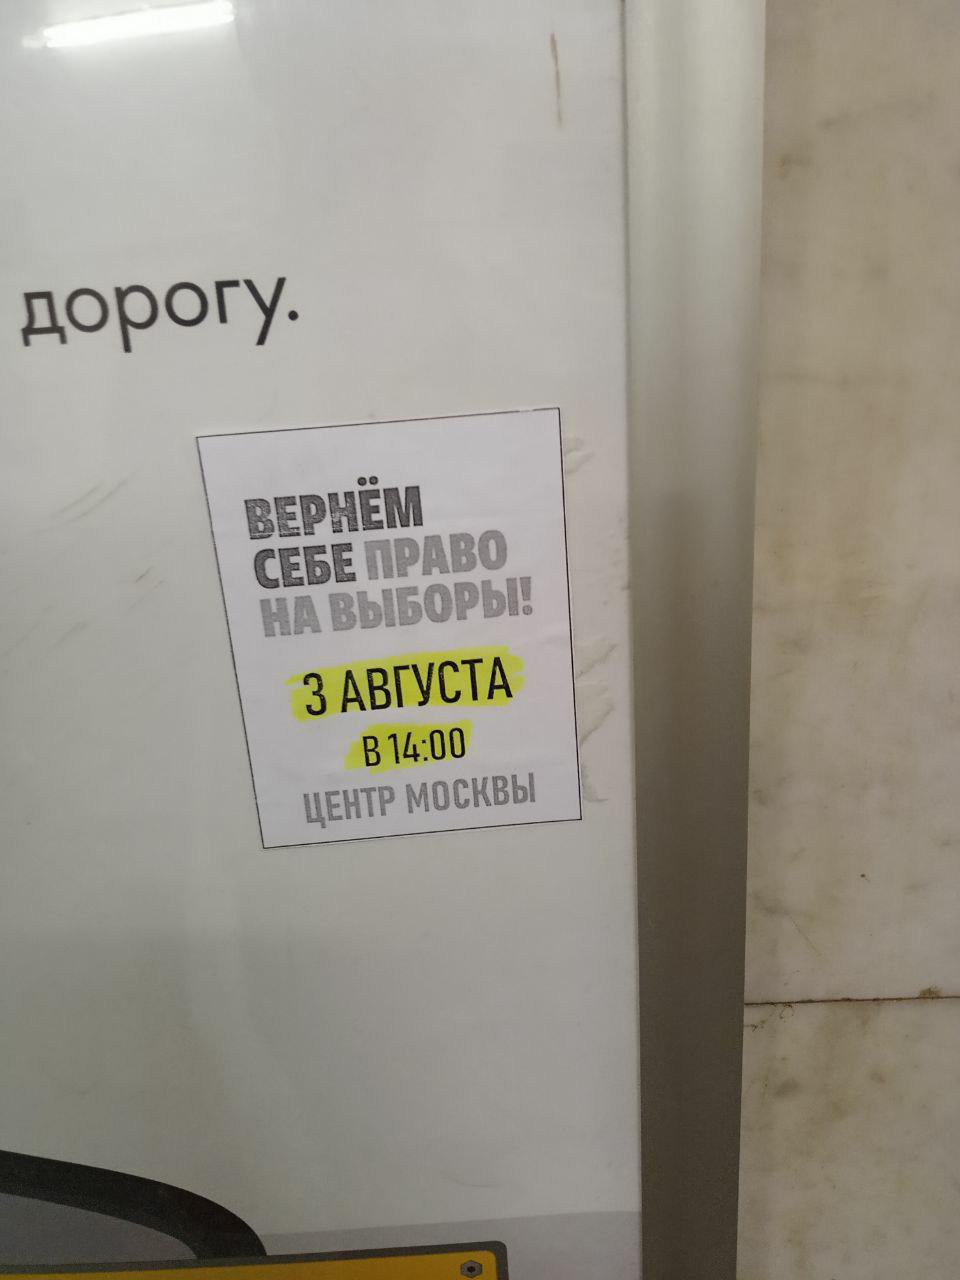 дорогу.
ВЕРНЁМ
СЕБЕ ПРАВО
НА ВЫБОРЫ!
3 АВГУСТА
В 14:00
ЦЕНТР МОСКВЫ